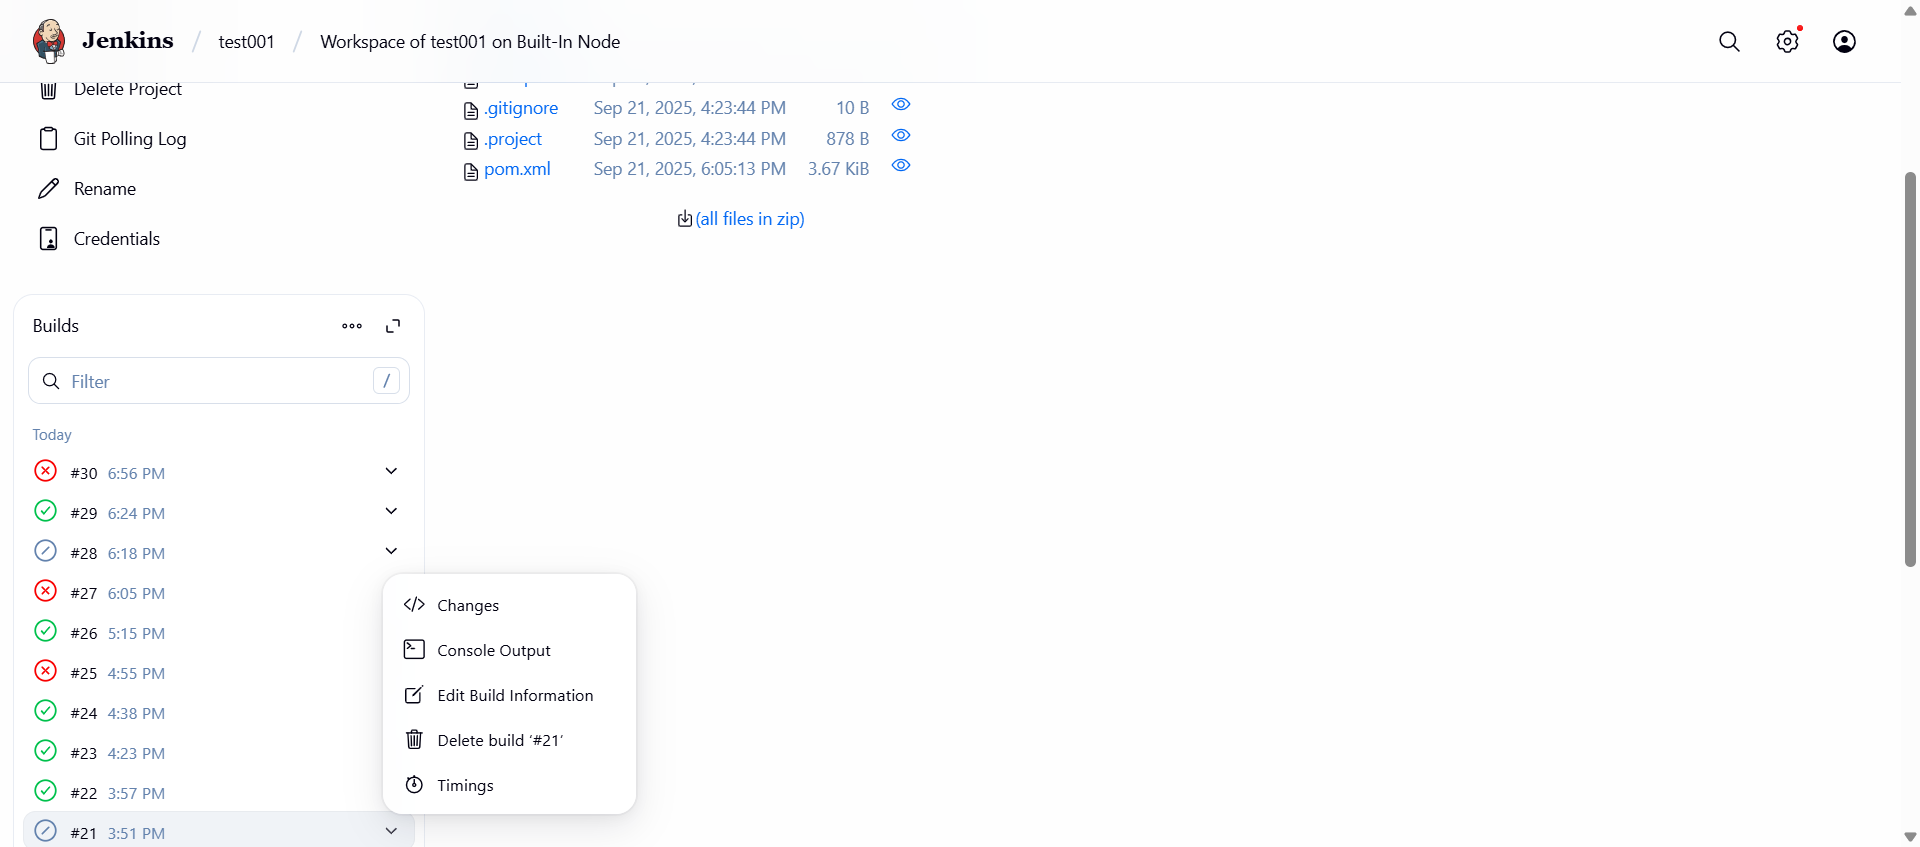 Jenkins / test001 / Workspace of test001 on Built-In Node
Delete Project
Git Polling Log
Rename
Credentials
.gitignore Sep 21, 2025, 4:23:44 PM 10 B
.project Sep 21, 2025, 4:23:44 PM 878 B
pom.xml Sep 21, 2025, 6:05:13 PM 3.67 KiB
(all files in zip)
Builds
Filter /
Today
#30 6:56 PM
#29 6:24 PM
#28 6:18 PM
#27 6:05 PM
#26 5:15 PM
#25 4:55 PM
#24 4:38 PM
#23 4:23 PM
#22 3:57 PM
#21 3:51 PM
Changes
Console Output
Edit Build Information
Delete build ‘#21’
Timings